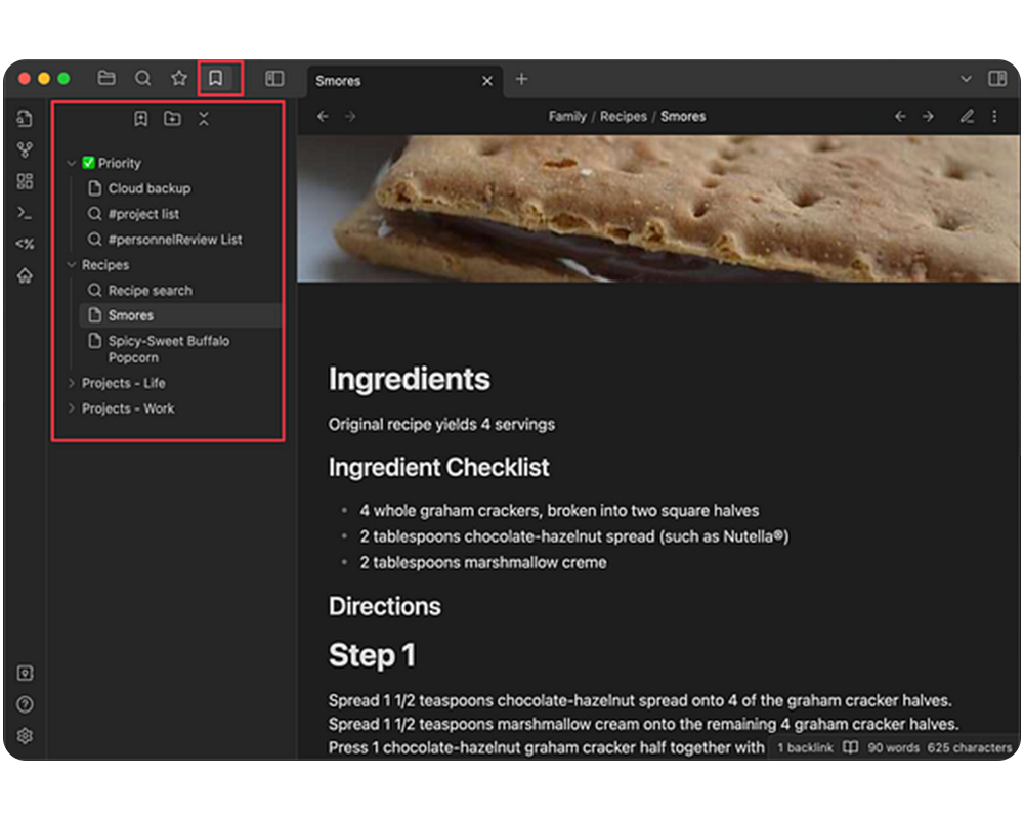 Smores
Family / Recipes / Smores
✅ Priority
Cloud backup
#project list
#personnelReview List
Recipes
Recipe search
Smores
Spicy-Sweet Buffalo
Popcorn
Projects - Life
Projects - Work
Ingredients
Original recipe yields 4 servings
Ingredient Checklist
• 4 whole graham crackers, broken into two square halves
• 2 tablespoons chocolate-hazelnut spread (such as Nutella®)
• 2 tablespoons marshmallow creme
Directions
Step 1
Spread 1 1/2 teaspoons chocolate-hazelnut spread onto 4 of the graham cracker halves.
Spread 1 1/2 teaspoons marshmallow cream onto the remaining 4 graham cracker halves.
Press 1 chocolate-hazelnut graham cracker half together with
1 backlink 90 words 625 characters